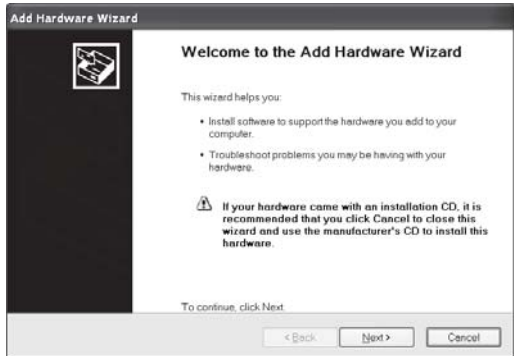 Add Hardware Wizard
Welcome to the Add Hardware Wizard
This wizard helps you:
• Install software to support the hardware you add to your
computer.
• Troubleshoot problems you may be having with your
hardware.
If your hardware came with an installation CD, it is
recommended that you click Cancel to close this
wizard and use the manufacturer's CD to install this
hardware.
To continue, click Next.
< Back
Next >
Cancel